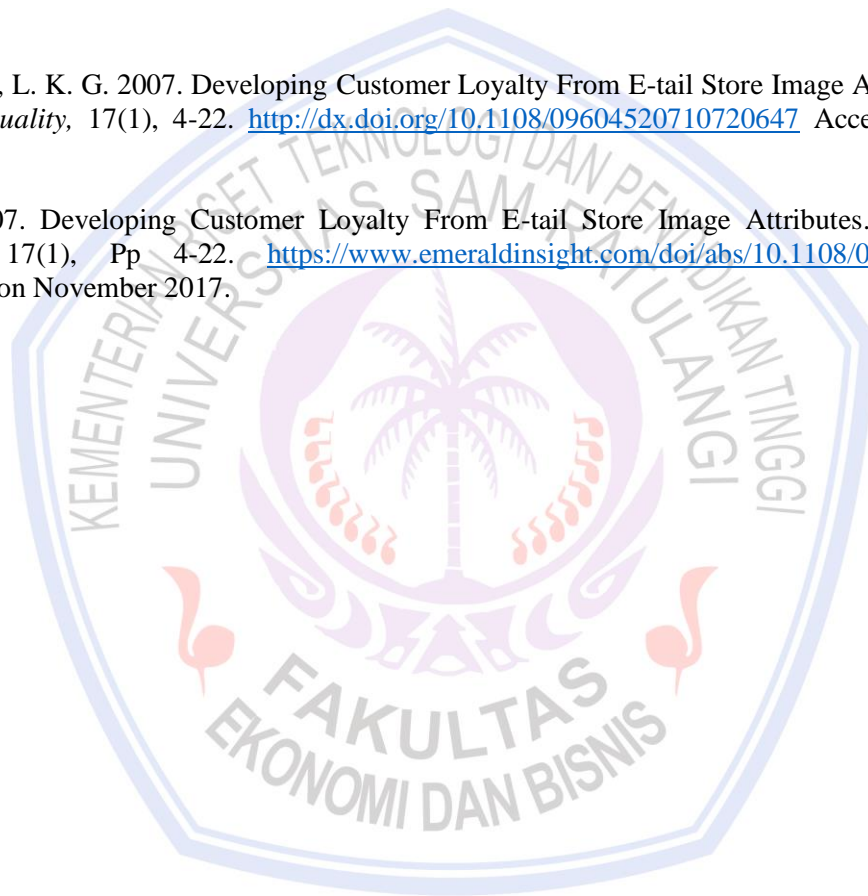 , L. K. G. 2007. Developing Customer Loyalty From E-tail Store Image A
uality, 17(1), 4-22. http://dx.doi.org/10.1108/09604520710720647 Acce
07. Developing Customer Loyalty From E-tail Store Image Attributes.
17(1), Pp 4-22. https://www.emeraldinsight.com/doi/abs/10.1108/0
on November 2017.
KEMENTERIAN RISET TEKNOLOGI DAN PENDIDIKAN TINGGI
UNIVERSITAS SAM RATULANGI
FAKULTAS
EKONOMI DAN BISNIS